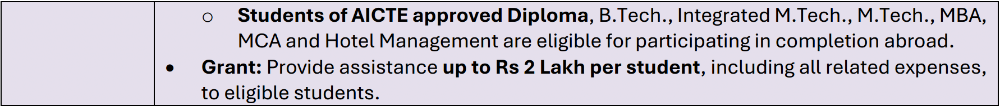 ○ Students of AICTE approved Diploma, B.Tech., Integrated M.Tech., M.Tech., MBA,
MCA and Hotel Management are eligible for participating in completion abroad.
• Grant: Provide assistance up to Rs 2 Lakh per student, including all related expenses,
to eligible students.